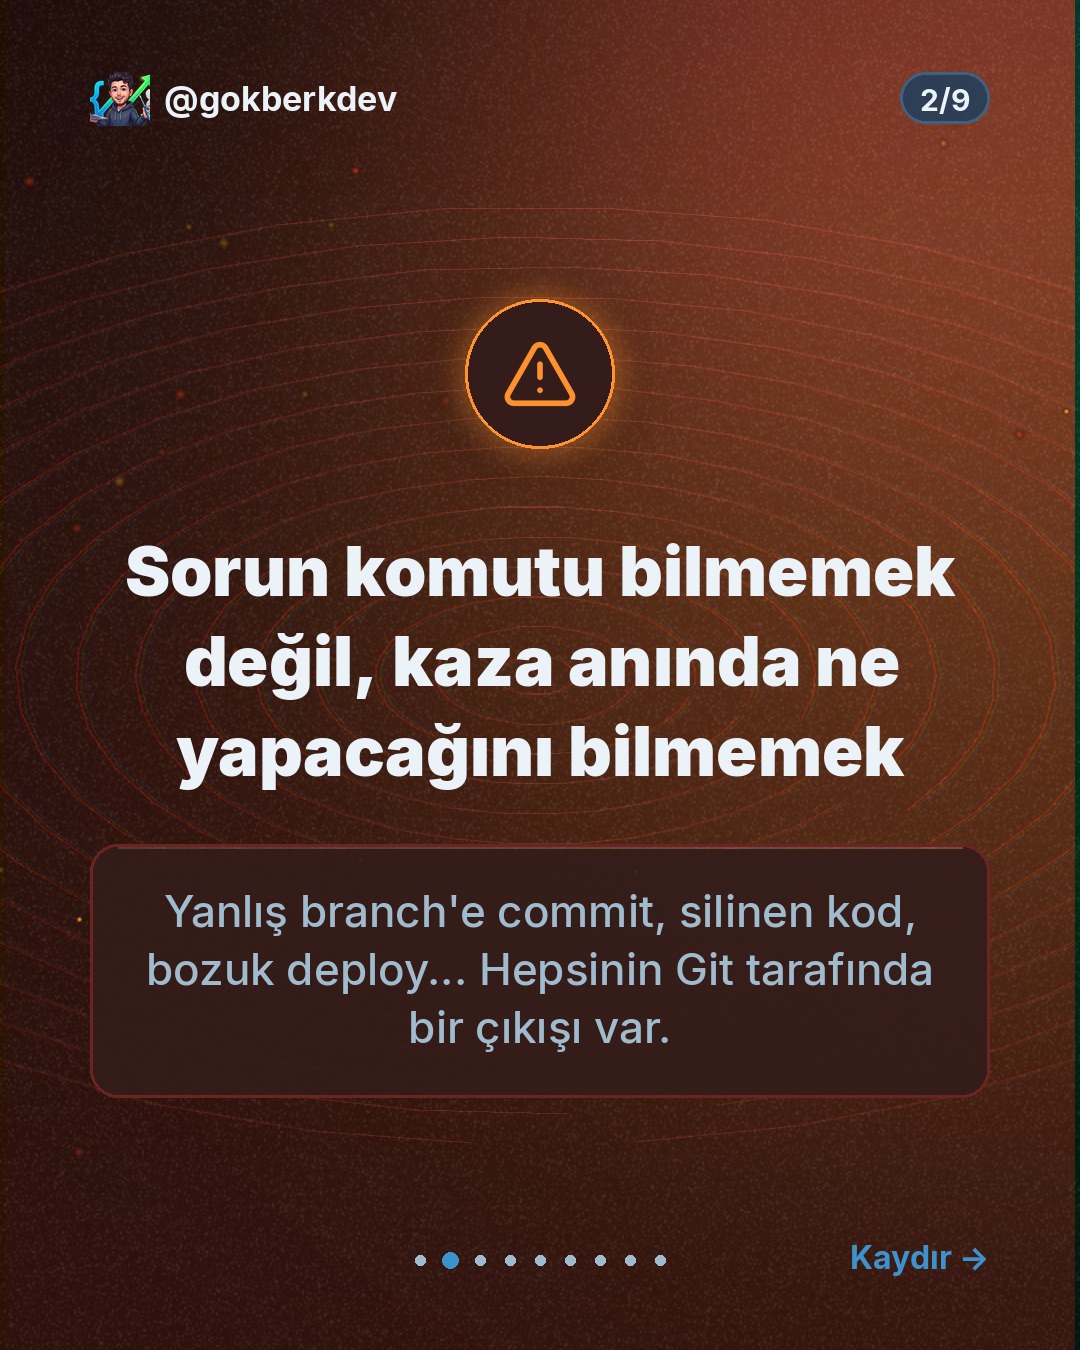 @gokberkdev
2/9
Sorun komutu bilmemek
değil, kaza anında ne
yapacağını bilmemek
Yanlış branch'e commit, silinen kod,
bozuk deploy... Hepsinin Git tarafında
bir çıkışı var.
Kaydır →